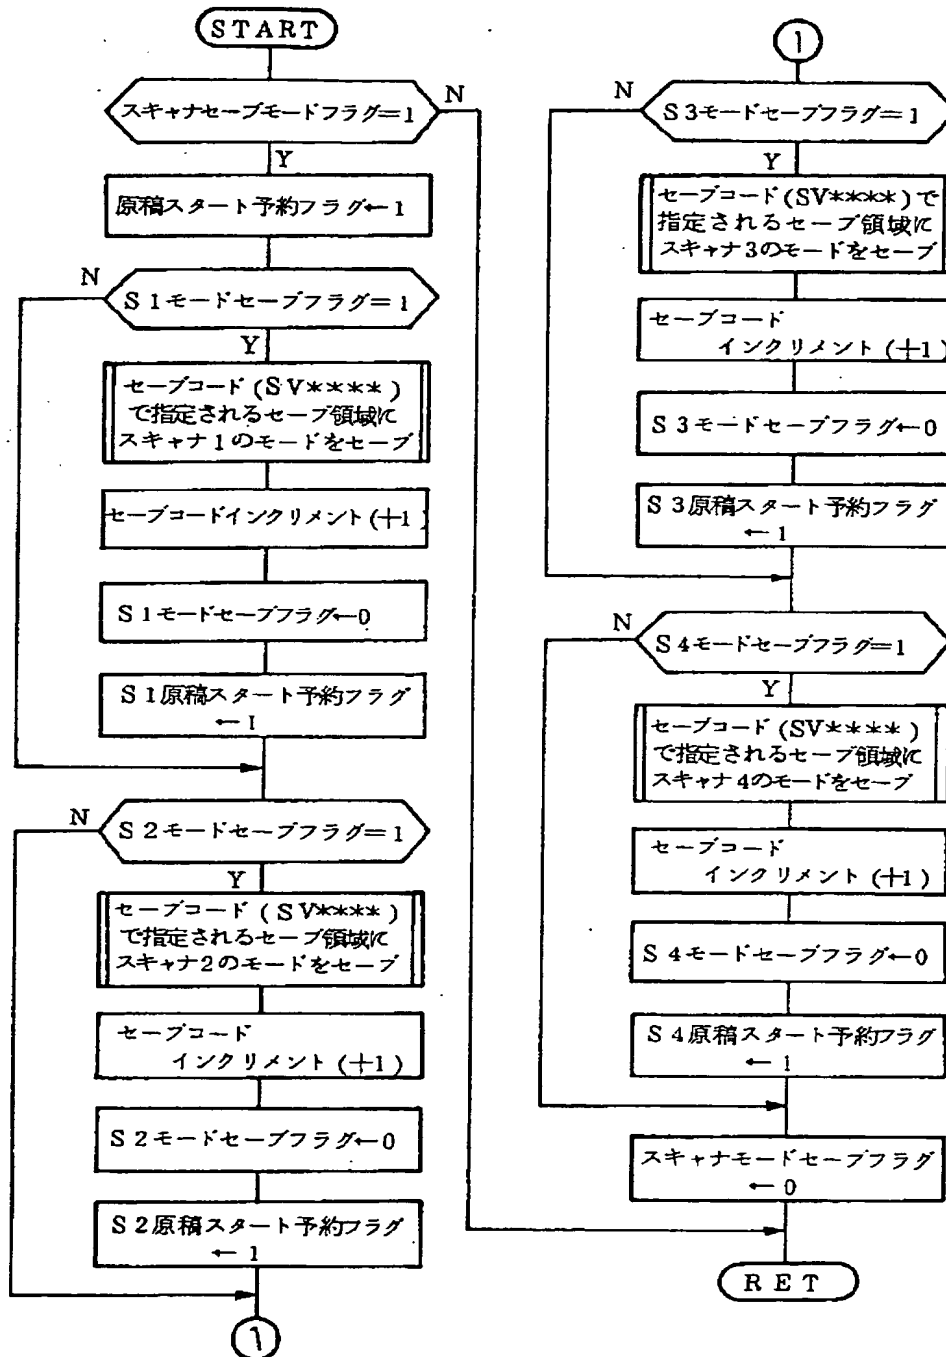 START
スキャナセーブモードフラグ=1
N
Y
原稿スタート予約フラグ←1
N
S1モードセーブフラグ=1
Y
セーブコード(SV****)
で指定されるセーブ領域に
スキャナ1のモードをセーブ
セーブコードインクリメント(+1)
S1モードセーブフラグ←0
S1原稿スタート予約フラグ
←1
N
S2モードセーブフラグ=1
Y
セーブコード(SV****)
で指定されるセーブ領域に
スキャナ2のモードをセーブ
セーブコード
インクリメント(+1)
S2モードセーブフラグ←0
S2原稿スタート予約フラグ
←1
1
1
N
S3モードセーブフラグ=1
Y
セーブコード(SV****)で
指定されるセーブ領域に
スキャナ3のモードをセーブ
セーブコード
インクリメント(+1)
S3モードセーブフラグ←0
S3原稿スタート予約フラグ
←1
N
S4モードセーブフラグ=1
Y
セーブコード(SV****)
で指定されるセーブ領域に
スキャナ4のモードをセーブ
セーブコード
インクリメント(+1)
S4モードセーブフラグ←0
S4原稿スタート予約フラグ
←1
スキャナモードセーブフラグ
←0
RET